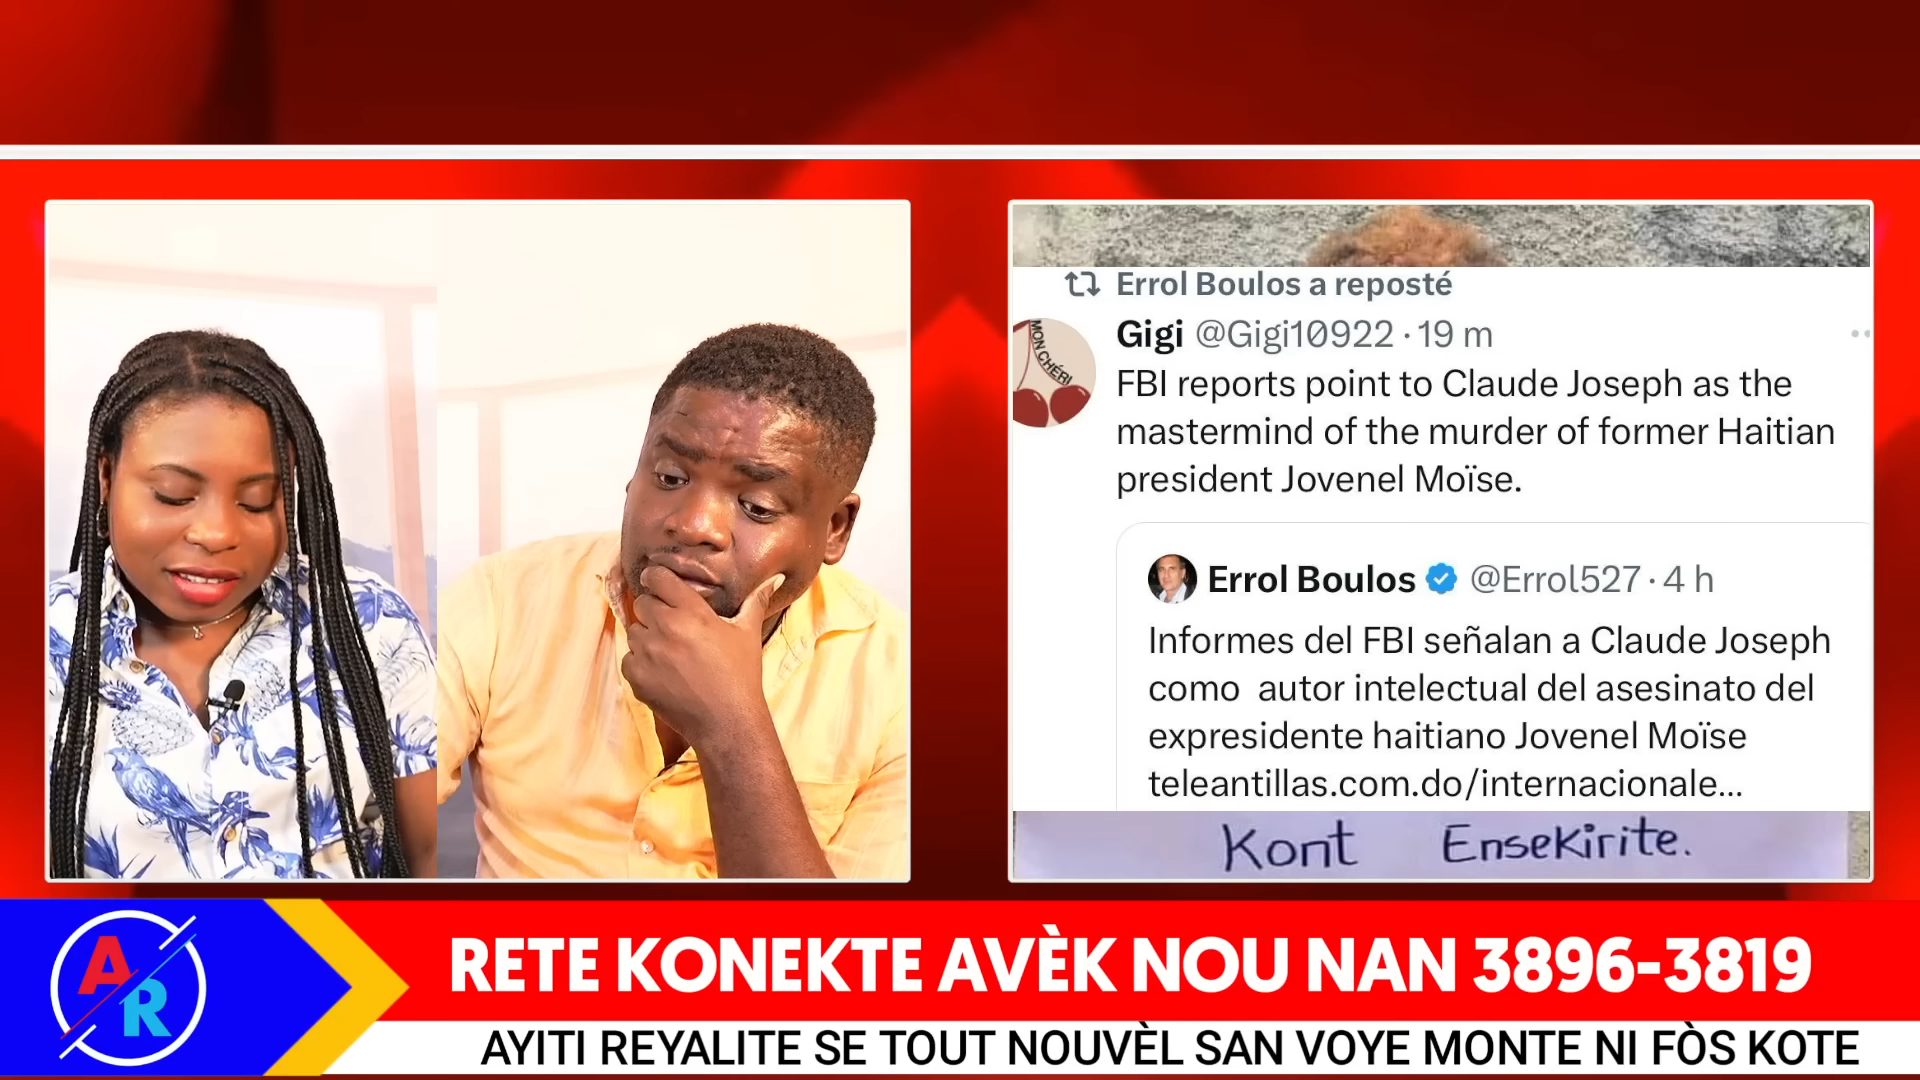 Errol Boulos a reposté
MON CHÉRI
Gigi @Gigi10922 · 19 m
FBI reports point to Claude Joseph as the
mastermind of the murder of former Haitian
president Jovenel Moïse.
Errol Boulos @Errol527 · 4 h
Informes del FBI señalan a Claude Joseph
como autor intelectual del asesinato del
expresidente haitiano Jovenel Moïse
teleantillas.com.do/internacionale...
Kont Ensekirite.
AR
RETE KONEKTE AVÈK NOU NAN 3896-3819
AYITI REYALITE SE TOUT NOUVÈL SAN VOYE MONTE NI FÒS KOTE